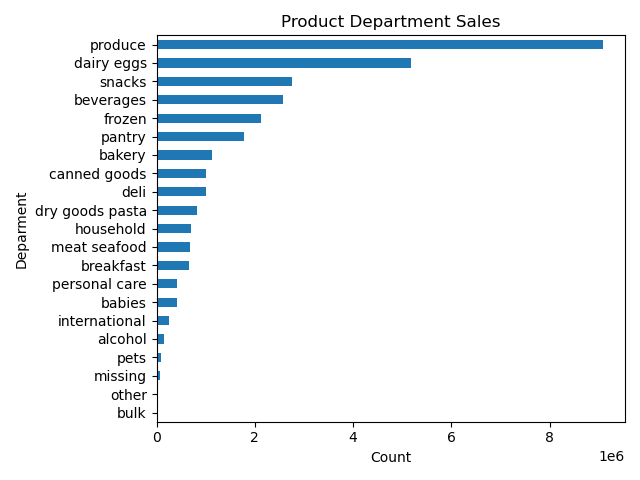 Product Department Sales
produce
dairy eggs
snacks
beverages
frozen
pantry
bakery
canned goods
deli
dry goods pasta
household
meat seafood
breakfast
personal care
babies
international
alcohol
pets
missing
other
bulk
Deparment
0 2 4 6 8
1e6
Count